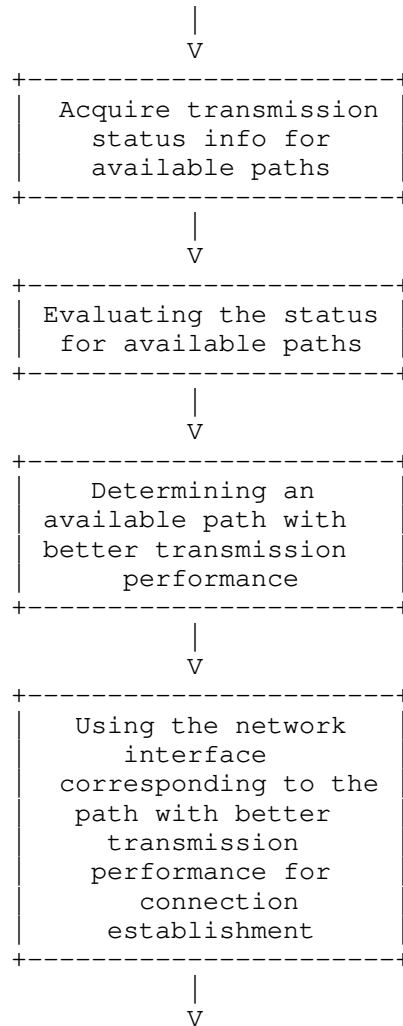 |
V
+-----------------------+
| Acquire transmission |
| status info for |
| available paths |
+-----------------------+
|
V
+-----------------------+
| Evaluating the status |
| for available paths |
+-----------------------+
|
V
+-----------------------+
| Determining an |
| available path with |
| better transmission |
| performance |
+-----------------------+
|
V
+-----------------------+
| Using the network |
| interface |
| corresponding to the |
| path with better |
| transmission |
| performance for |
| connection |
| establishment |
+-----------------------+
|
V